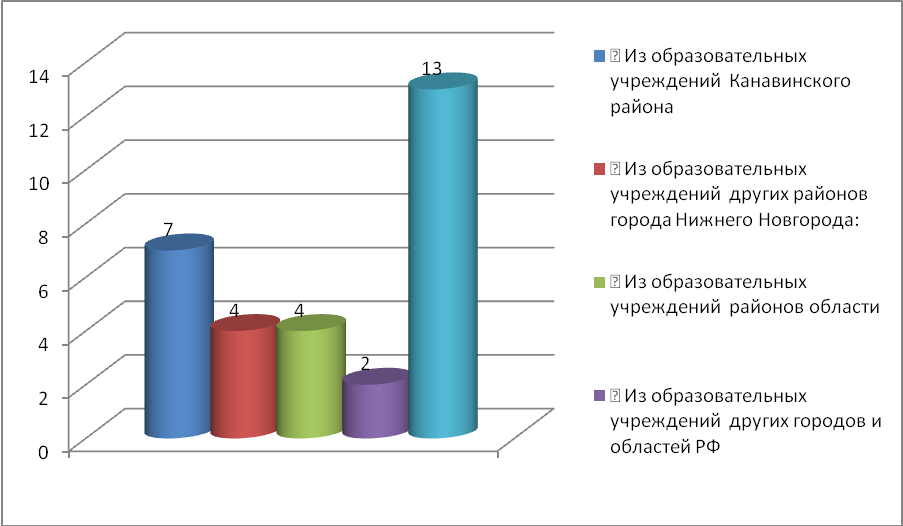 14
12
10
8
6
4
2
0
7
4
4
2
13
Из образовательных
учреждений Канавинского
района
Из образовательных
учреждений других районов
города Нижнего Новгорода:
Из образовательных
учреждений районов области
Из образовательных
учреждений других городов и
областей РФ